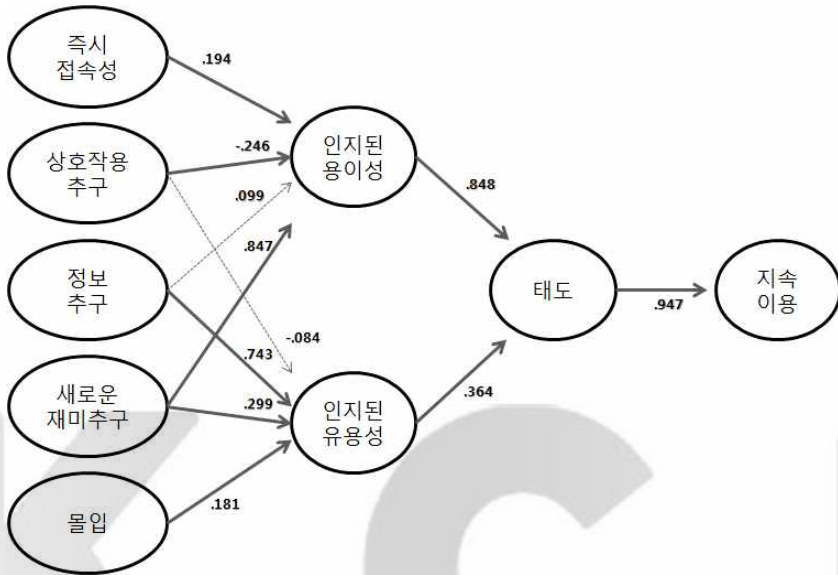 즉시
접속성
.194
상호작용
추구
-.246
인지된
용이성
.099
.848
.847
정보
추구
태도
.947
지속
이용
-.084
.743
새로운
재미추구
.299
인지된
유용성
.364
몰입
.181